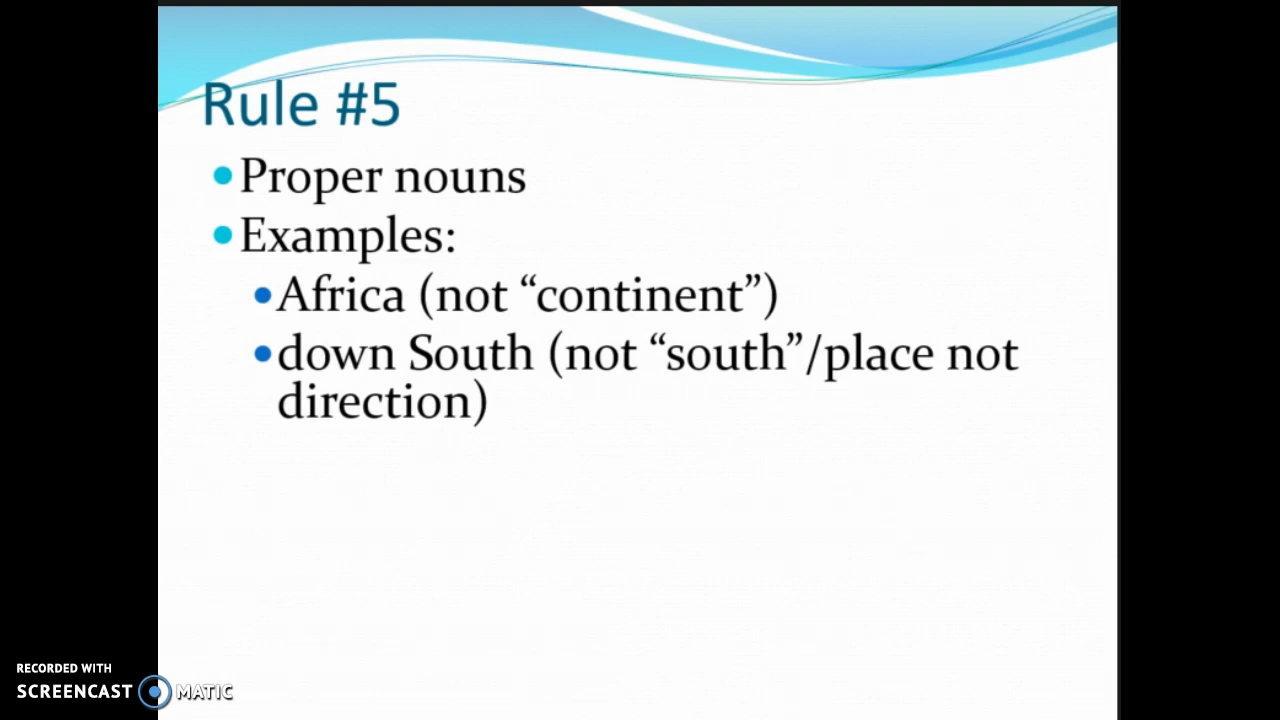 Rule #5
Proper nouns
Examples:
Africa (not “continent”)
down South (not “south”/place not
direction)
RECORDED WITH
SCREENCAST MATIC